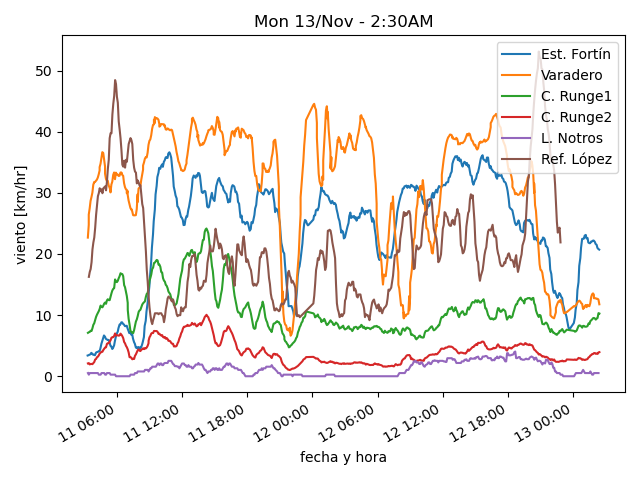 Mon 13/Nov - 2:30AM
Est. Fortín
Varadero
C. Runge1
C. Runge2
L. Notros
Ref. López
viento [km/hr]
50
40
30
20
10
0
11 06:00
11 12:00
11 18:00
12 00:00
12 06:00
12 12:00
12 18:00
13 00:00
fecha y hora